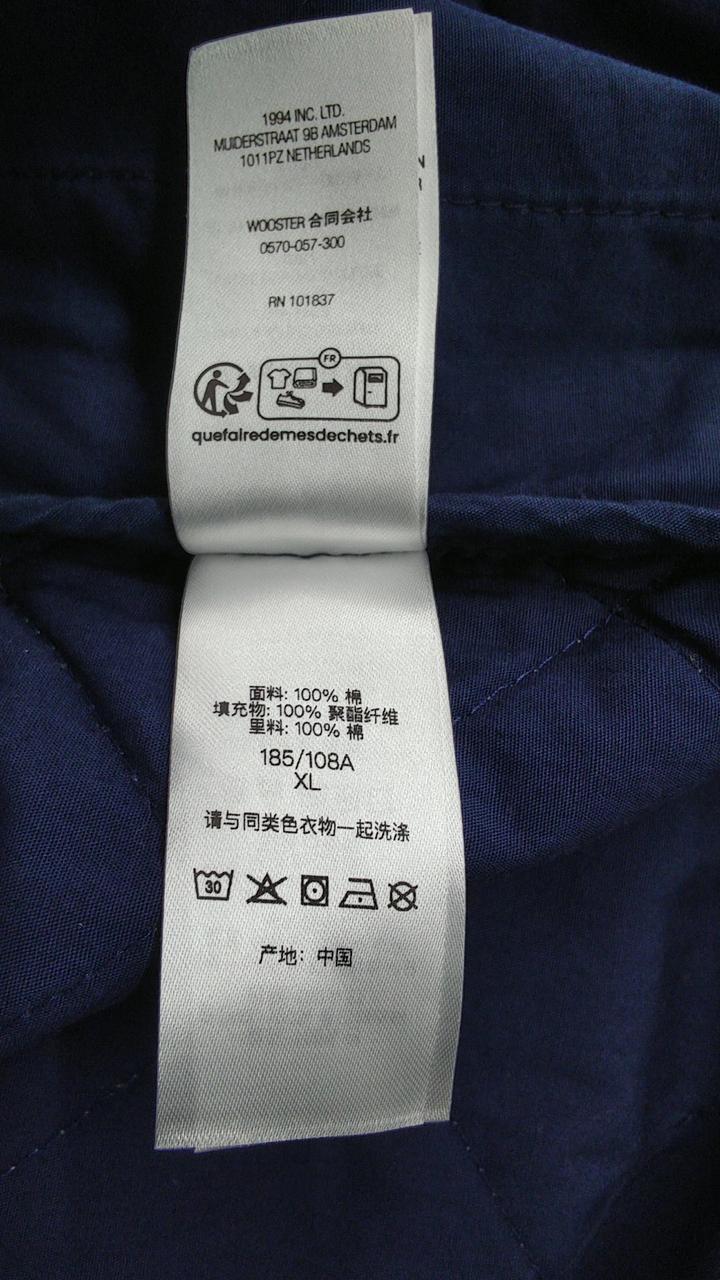 1994 INC. LTD.
MUIDERSTRAAT 9B AMSTERDAM
1011PZ NETHERLANDS
WOOSTER 合同会社
0570-057-300
RN 101837
FR
quefairedemesdechets.fr
面料: 100% 棉
填充物: 100% 聚酯纤维
里料: 100% 棉
185/108A
XL
请与同类色衣物一起洗涤
30
产地: 中国